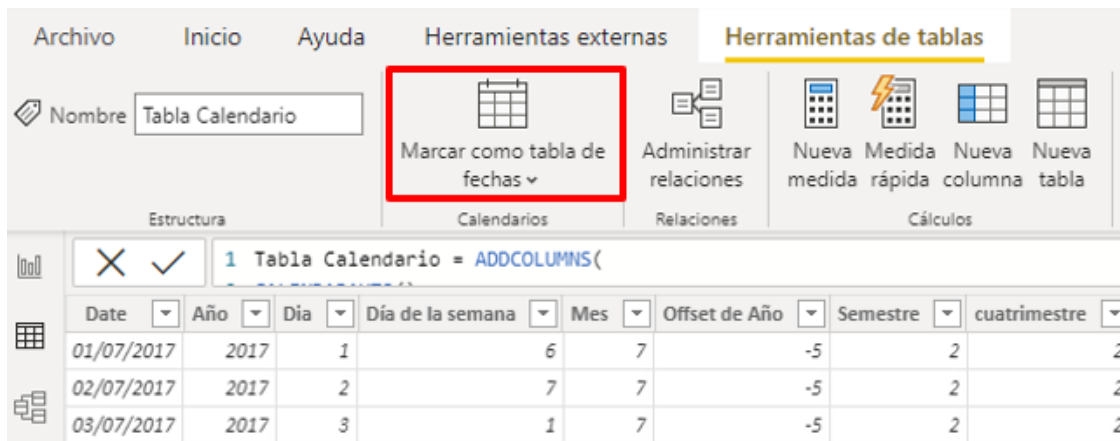 Archivo Inicio Ayuda Herramientas externas Herramientas de tablas
Nombre Tabla Calendario
Marcar como tabla de
fechas
Administrar
relaciones
Nueva
medida
Medida
rápida
Nueva
columna
Nueva
tabla
Estructura Calendarios Relaciones Cálculos
1 Tabla Calendario = ADDCOLUMNS(
Date Año Dia Día de la semana Mes Offset de Año Semestre cuatrimestre
01/07/2017 2017 1 6 7 -5 2 2
02/07/2017 2017 2 7 7 -5 2 2
03/07/2017 2017 3 1 7 -5 2 2